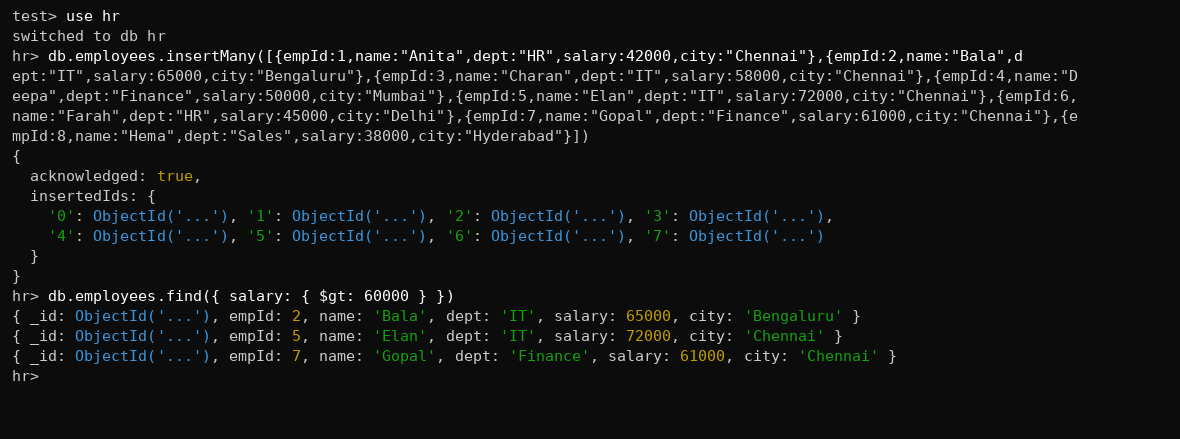 test> use hr
switched to db hr
hr> db.employees.insertMany([{empId:1,name:"Anita",dept:"HR",salary:42000,city:"Chennai"},{empId:2,name:"Bala",d
ept:"IT",salary:65000,city:"Bengaluru"},{empId:3,name:"Charan",dept:"IT",salary:58000,city:"Chennai"},{empId:4,name:"D
eepa",dept:"Finance",salary:50000,city:"Mumbai"},{empId:5,name:"Elan",dept:"IT",salary:72000,city:"Chennai"},{empId:6,
name:"Farah",dept:"HR",salary:45000,city:"Delhi"},{empId:7,name:"Gopal",dept:"Finance",salary:61000,city:"Chennai"},{e
mpId:8,name:"Hema",dept:"Sales",salary:38000,city:"Hyderabad"}])
{
  acknowledged: true,
  insertedIds: {
    '0': ObjectId('...'), '1': ObjectId('...'), '2': ObjectId('...'), '3': ObjectId('...'),
    '4': ObjectId('...'), '5': ObjectId('...'), '6': ObjectId('...'), '7': ObjectId('...')
  }
}
hr> db.employees.find({ salary: { $gt: 60000 } })
{ _id: ObjectId('...'), empId: 2, name: 'Bala', dept: 'IT', salary: 65000, city: 'Bengaluru' }
{ _id: ObjectId('...'), empId: 5, name: 'Elan', dept: 'IT', salary: 72000, city: 'Chennai' }
{ _id: ObjectId('...'), empId: 7, name: 'Gopal', dept: 'Finance', salary: 61000, city: 'Chennai' }
hr>